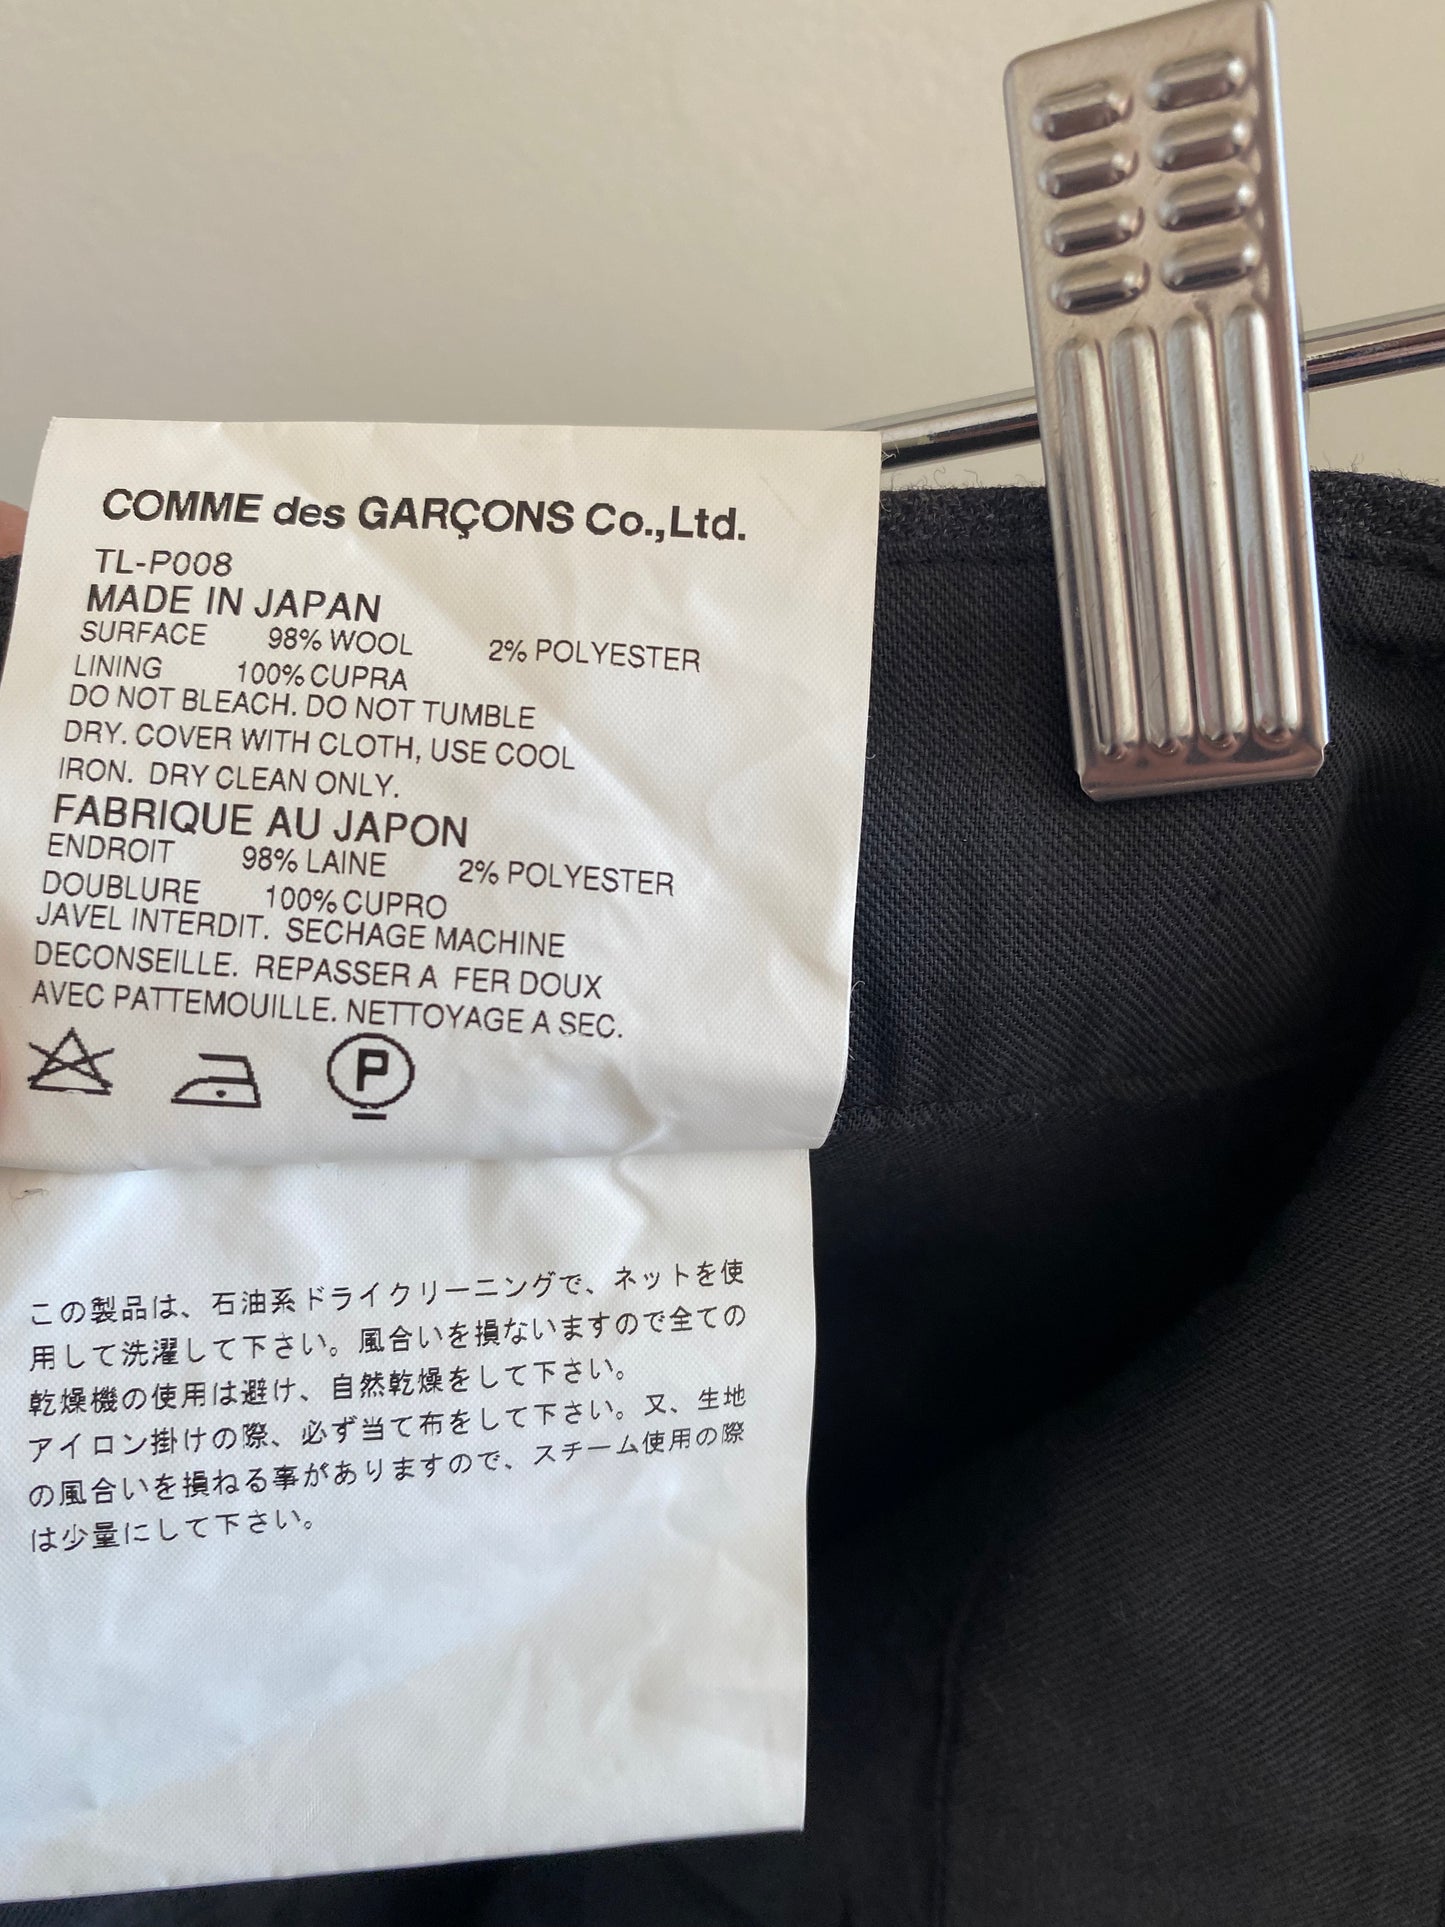 COMME des GARÇONS Co.,Ltd.
TL-P008
MADE IN JAPAN
SURFACE 98% WOOL 2% POLYESTER
LINING 100% CUPRA
DO NOT BLEACH. DO NOT TUMBLE
DRY. COVER WITH CLOTH, USE COOL
IRON. DRY CLEAN ONLY.
FABRIQUE AU JAPON
ENDROIT 98% LAINE 2% POLYESTER
DOUBLURE 100% CUPRO
JAVEL INTERDIT. SECHAGE MACHINE
DECONSEILLE. REPASSER A FER DOUX
AVEC PATTEMOUILLE. NETTOYAGE A SEC.
P
この製品は、石油系ドライクリーニングで、ネットを使
用して洗濯して下さい。風合いを損ないますので全ての
乾燥機の使用は避け、自然乾燥をして下さい。
アイロン掛けの際、必ず当て布をして下さい。又、生地
の風合いを損ねる事がありますので、スチーム使用の際
は少量にして下さい。